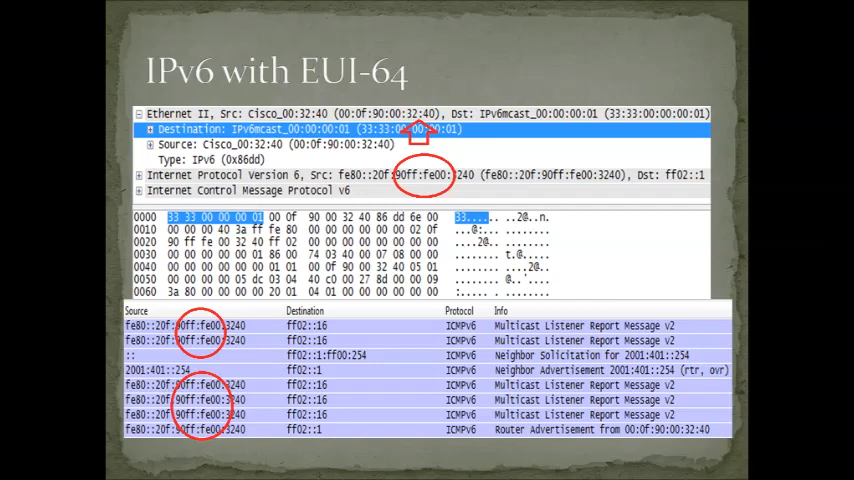 IPv6 with EUI-64
Ethernet II, Src: Cisco_00:32:40 (00:0f:90:00:32:40), Dst: IPv6mcast_00:00:00:01 (33:33:00:00:00:01)
Destination: IPv6mcast_00:00:00:01 (33:33:00:00:00:01)
Source: Cisco_00:32:40 (00:0f:90:00:32:40)
Type: IPv6 (0x86dd)
Internet Protocol Version 6, Src: fe80::20f:90ff:fe00:3240 (fe80::20f:90ff:fe00:3240), Dst: ff02::1
Internet Control Message Protocol v6
0000 33 33 00 00 00 01 00 0f 90 00 32 40 86 dd 6e 00 33...... ..2@..n.
0010 00 00 00 40 3a ff fe 80 00 00 00 00 00 00 02 0f ...@:... ........
0020 90 ff fe 00 32 40 ff 02 00 00 00 00 00 00 00 00 ....2@.. ........
0030 00 00 00 00 00 01 86 00 74 03 40 00 07 08 00 00 ........ t.@.....
0040 00 00 00 00 00 00 01 01 00 0f 90 00 32 40 05 01 ........ ....2@..
0050 00 00 00 00 05 dc 03 04 40 c0 00 27 8d 00 00 09 ........ @..'....
0060 3a 80 00 00 00 00 20 01 04 01 00 00 00 00 00 00 :..... . ........
Source Destination Protocol Info
fe80::20f:90ff:fe00:3240 ff02::16 ICMPv6 Multicast Listener Report Message v2
fe80::20f:90ff:fe00:3240 ff02::16 ICMPv6 Multicast Listener Report Message v2
:: ff02::1:ff00:254 ICMPv6 Neighbor Solicitation for 2001:401::254
2001:401::254 ff02::1 ICMPv6 Neighbor Advertisement 2001:401::254 (rtr, ovr)
fe80::20f:90ff:fe00:3240 ff02::16 ICMPv6 Multicast Listener Report Message v2
fe80::20f:90ff:fe00:3240 ff02::16 ICMPv6 Multicast Listener Report Message v2
fe80::20f:90ff:fe00:3240 ff02::16 ICMPv6 Multicast Listener Report Message v2
fe80::20f:90ff:fe00:3240 ff02::1 ICMPv6 Router Advertisement from 00:0f:90:00:32:40